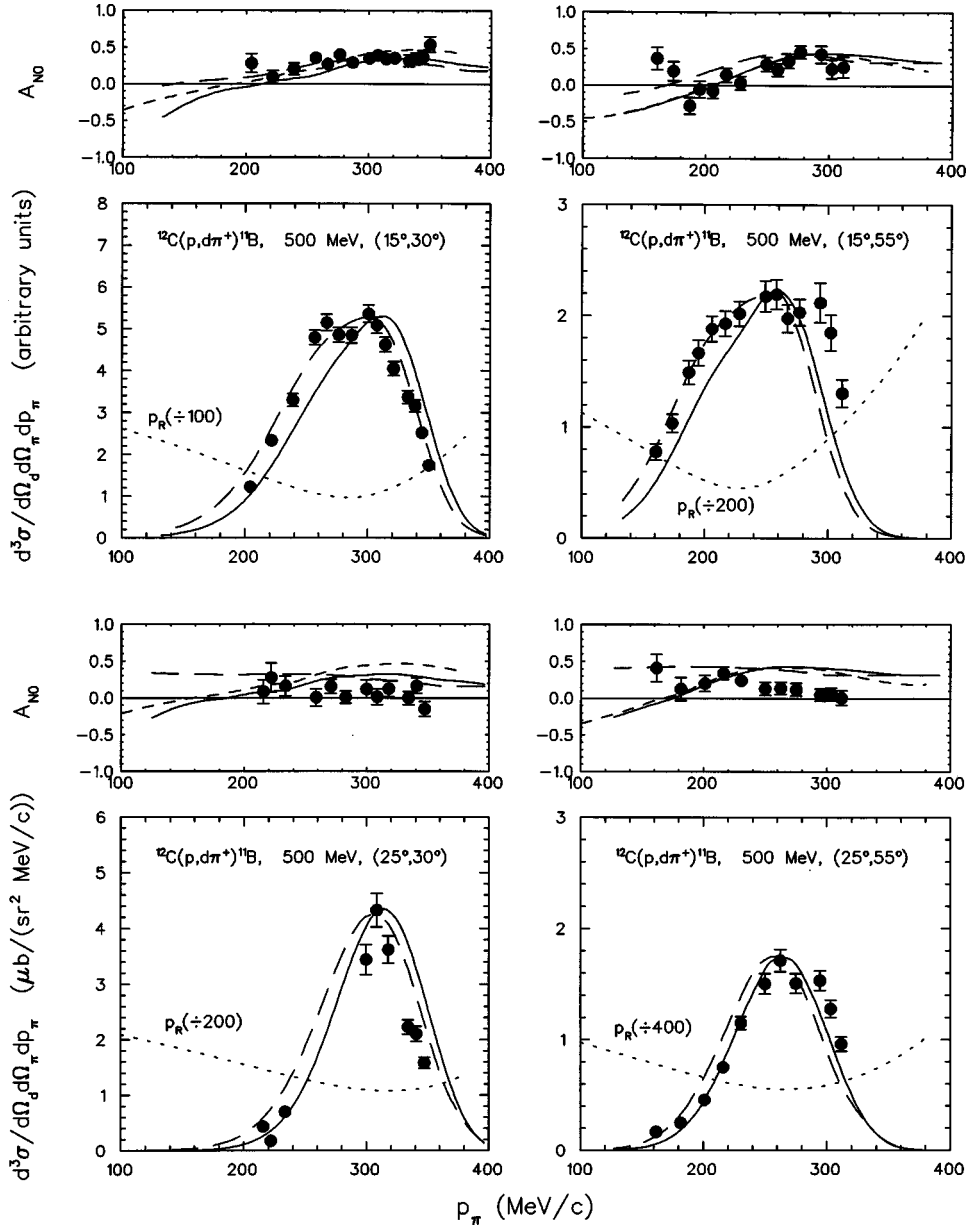 A_N0
1.0
0.5
0.0
−0.5
−1.0
100 200 300 400
1.0
0.5
0.0
−0.5
−1.0
100 200 300 400
d³σ/dΩ_d dΩ_π dp_π (arbitrary units)
8
7
6
5
4
3
2
1
0
¹²C(p,dπ⁺)¹¹B, 500 MeV, (15°,30°)
p_R(÷100)
100 200 300 400
3
2
1
0
¹²C(p,dπ⁺)¹¹B, 500 MeV, (15°,55°)
p_R(÷200)
100 200 300 400
A_N0
1.0
0.5
0.0
−0.5
−1.0
100 200 300 400
1.0
0.5
0.0
−0.5
−1.0
100 200 300 400
d³σ/dΩ_d dΩ_π dp_π (μb/(sr² MeV/c))
6
5
4
3
2
1
0
¹²C(p,dπ⁺)¹¹B, 500 MeV, (25°,30°)
p_R(÷200)
100 200 300 400
3
2
1
0
¹²C(p,dπ⁺)¹¹B, 500 MeV, (25°,55°)
p_R(÷400)
100 200 300 400
p_π (MeV/c)